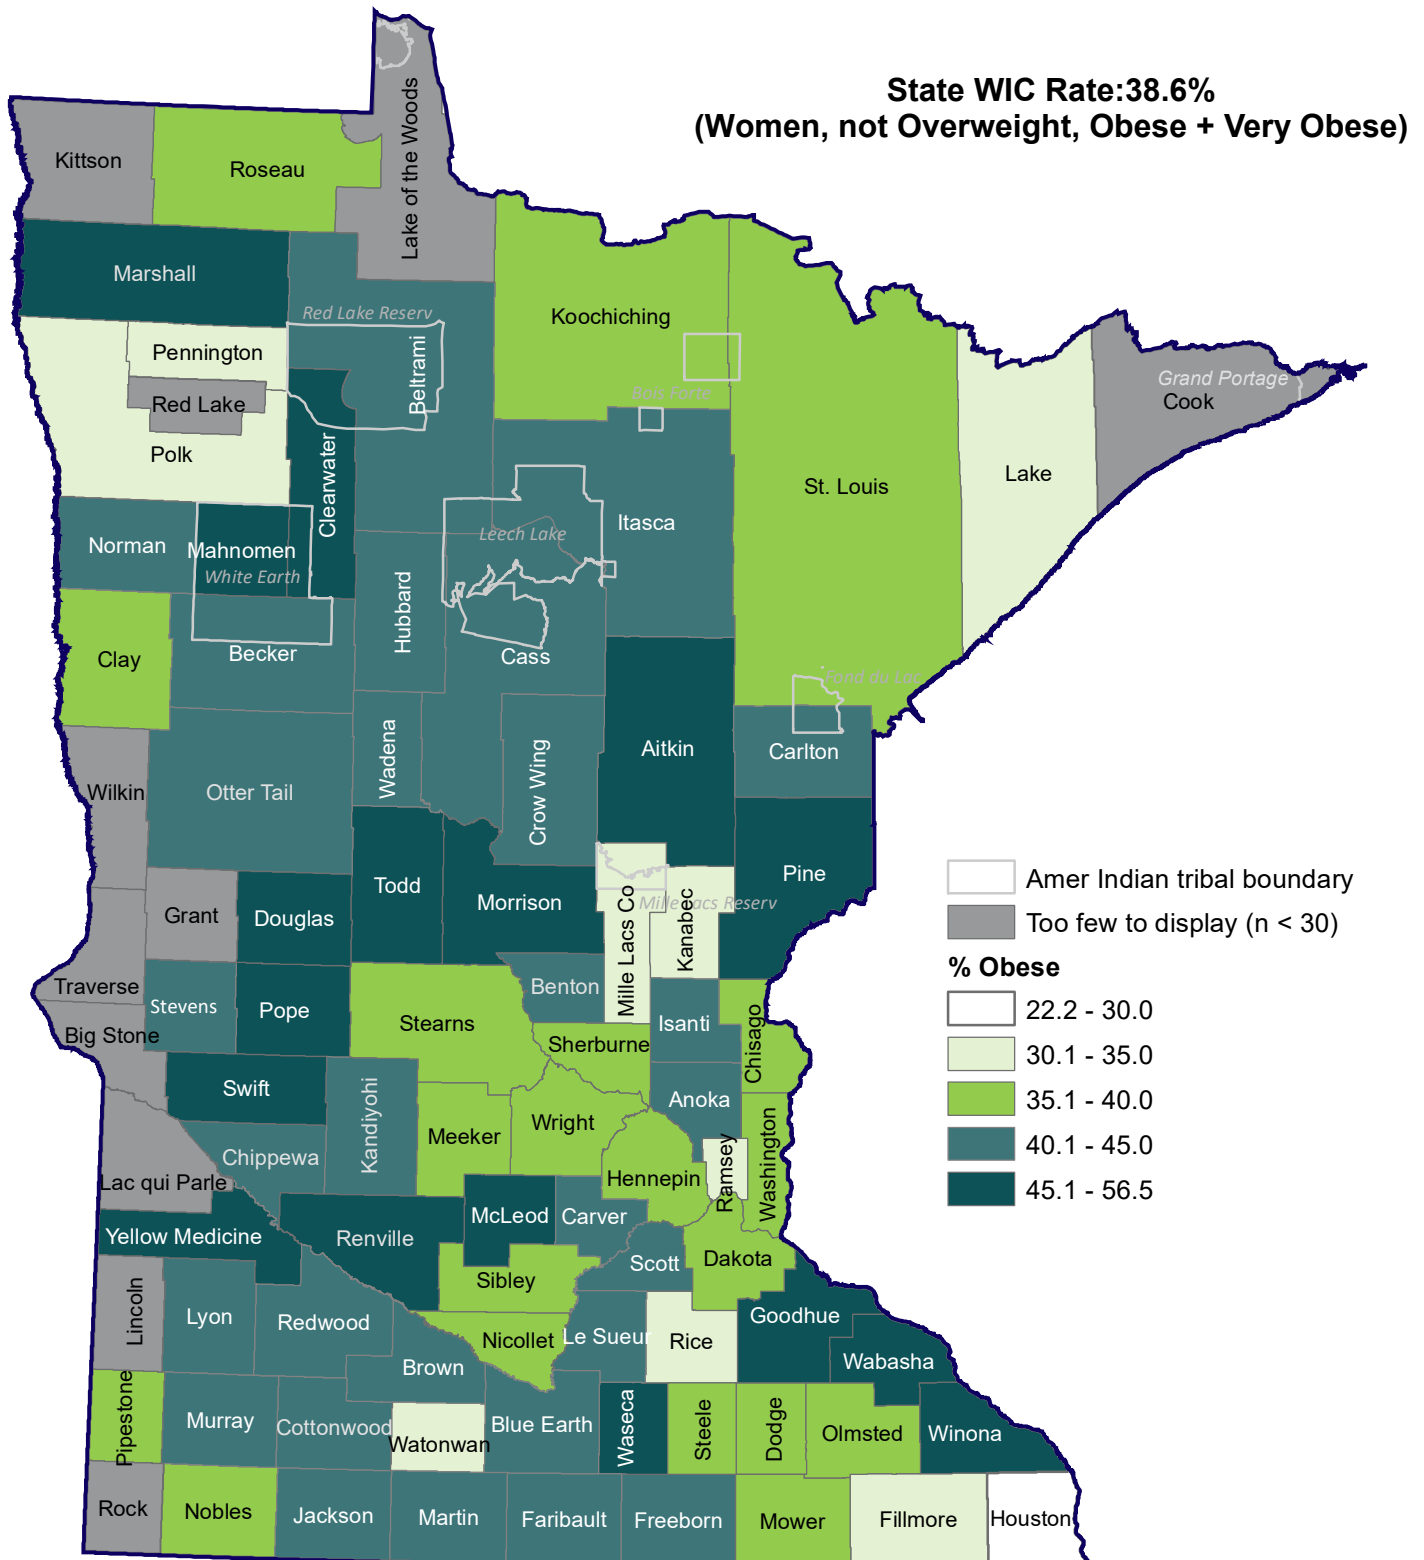 State WIC Rate:38.6%
(Women, not Overweight, Obese + Very Obese)
Kittson
Roseau
Lake of the Woods
Marshall
Koochiching
Red Lake Reserv
Beltrami
Pennington
Red Lake
Polk
Clearwater
Bois Forte
Grand Portage
Cook
Lake
St. Louis
Itasca
Leech Lake
Norman
Mahnomen
White Earth
Hubbard
Cass
Becker
Clay
Fond du Lac
Wadena
Crow Wing
Aitkin
Carlton
Wilkin
Otter Tail
Pine
Todd
Morrison
Grant
Douglas
Mille Lacs Co
Mille Lacs Reserv
Kanabec
Amer Indian tribal boundary
Too few to display (n < 30)
% Obese
22.2 - 30.0
30.1 - 35.0
35.1 - 40.0
40.1 - 45.0
45.1 - 56.5
Traverse
Stevens
Pope
Benton
Big Stone
Stearns
Isanti
Chisago
Sherburne
Swift
Kandiyohi
Anoka
Meeker
Wright
Chippewa
Lac qui Parle
Hennepin
Ramsey
Washington
Yellow Medicine
Renville
McLeod
Carver
Scott
Dakota
Sibley
Lincoln
Lyon
Redwood
Nicollet
Le Sueur
Rice
Goodhue
Wabasha
Brown
Pipestone
Murray
Cottonwood
Watonwan
Blue Earth
Waseca
Steele
Dodge
Olmsted
Winona
Rock
Nobles
Jackson
Martin
Faribault
Freeborn
Mower
Fillmore
Houston